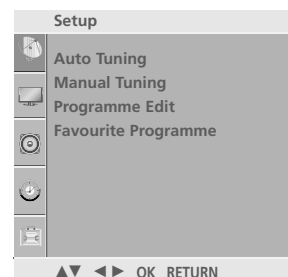 Setup
Auto Tuning
Manual Tuning
Programme Edit
Favourite Programme
▲▼ ◀▶ OK RETURN